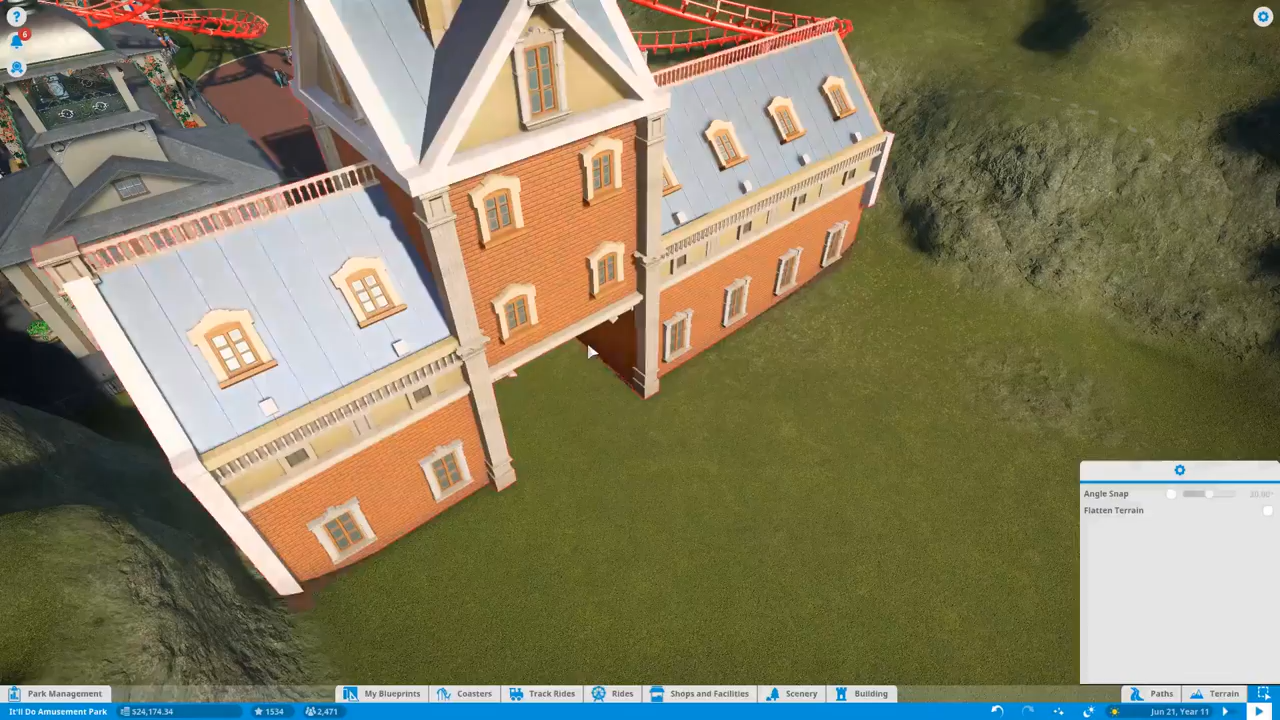 ?
6
Angle Snap
Flatten Terrain
Park Management
My Blueprints
Coasters
Track Rides
Rides
Shops and Facilities
Scenery
Building
Paths
Terrain
It'll Do Amusement Park
$24,174.34
1534
2,471
Jun 21, Year 11